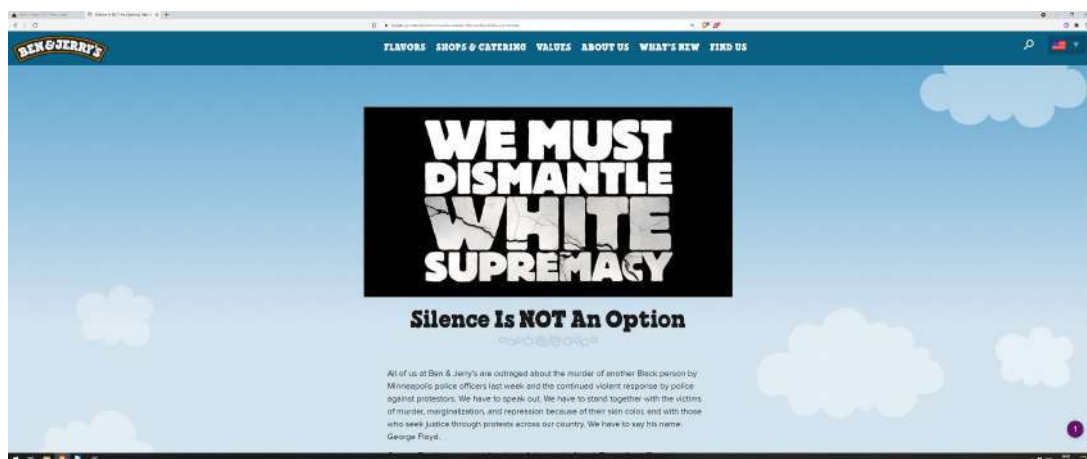 BEN & JERRY'S
FLAVORS SHOPS & CATERING VALUES ABOUT US WHAT'S NEW FIND US
WE MUST
DISMANTLE
WHITE
SUPREMACY
Silence Is NOT An Option
All of us at Ben & Jerry's are outraged about the murder of another Black person by
Minneapolis police officers last week and the continued violent response by police
against protestors. We have to speak out. We have to stand together with the victims
of murder, marginalization, and repression because of their skin color, and with those
who seek justice through protests across our country. We have to say his name:
George Floyd.
1